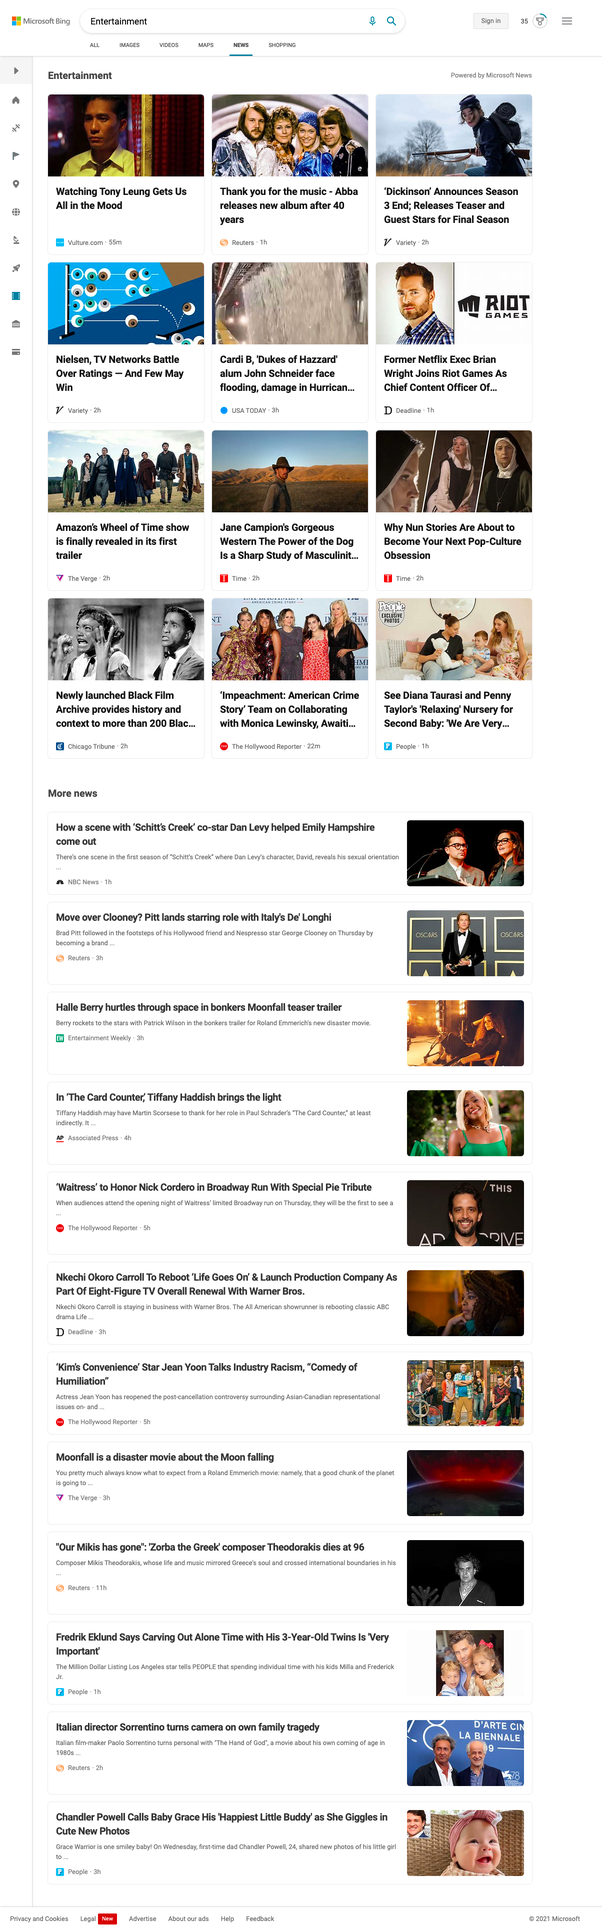 Microsoft Bing
Entertainment
Sign in
35
ALL
IMAGES
VIDEOS
MAPS
NEWS
SHOPPING
Entertainment
Powered by Microsoft News
Watching Tony Leung Gets Us
All in the Mood
Vulture.com · 55m
Thank you for the music - Abba
releases new album after 40
years
Reuters · 1h
‘Dickinson’ Announces Season
3 End; Releases Teaser and
Guest Stars for Final Season
Variety · 2h
RIOT
GAMES
Nielsen, TV Networks Battle
Over Ratings — And Few May
Win
Variety · 2h
Cardi B, 'Dukes of Hazzard'
alum John Schneider face
flooding, damage in Hurrican...
USA TODAY · 3h
Former Netflix Exec Brian
Wright Joins Riot Games As
Chief Content Officer Of...
Deadline · 1h
Amazon’s Wheel of Time show
is finally revealed in its first
trailer
The Verge · 2h
Jane Campion's Gorgeous
Western The Power of the Dog
Is a Sharp Study of Masculinit...
Time · 2h
Why Nun Stories Are About to
Become Your Next Pop-Culture
Obsession
Time · 2h
AMERICAN CRIME STORY
People
EXCLUSIVE
PHOTOS
Newly launched Black Film
Archive provides history and
context to more than 200 Blac...
Chicago Tribune · 2h
‘Impeachment: American Crime
Story’ Team on Collaborating
with Monica Lewinsky, Awaiti...
The Hollywood Reporter · 22m
See Diana Taurasi and Penny
Taylor's 'Relaxing' Nursery for
Second Baby: 'We Are Very...
People · 1h
More news
How a scene with ‘Schitt’s Creek’ co-star Dan Levy helped Emily Hampshire
come out
There's one scene in the first season of “Schitt's Creek” where Dan Levy's character, David, reveals his sexual orientation
...
NBC News · 1h
Move over Clooney? Pitt lands starring role with Italy's De' Longhi
Brad Pitt followed in the footsteps of his Hollywood friend and Nespresso star George Clooney on Thursday by
becoming a brand ...
Reuters · 3h
OSCARS
OSCARS
Halle Berry hurtles through space in bonkers Moonfall teaser trailer
Berry rockets to the stars with Patrick Wilson in the bonkers trailer for Roland Emmerich's new disaster movie.
Entertainment Weekly · 3h
In ‘The Card Counter,’ Tiffany Haddish brings the light
Tiffany Haddish may have Martin Scorsese to thank for her role in Paul Schrader's “The Card Counter,” at least
indirectly. It ...
AP Associated Press · 4h
‘Waitress’ to Honor Nick Cordero in Broadway Run With Special Pie Tribute
When audiences attend the opening night of Waitress' limited Broadway run on Thursday, they will be the first to see a
...
The Hollywood Reporter · 5h
THIS
Nkechi Okoro Carroll To Reboot ‘Life Goes On’ & Launch Production Company As
Part Of Eight-Figure TV Overall Renewal With Warner Bros.
Nkechi Okoro Carroll is staying in business with Warner Bros. The All American showrunner is rebooting classic ABC
drama Life ...
Deadline · 3h
‘Kim’s Convenience’ Star Jean Yoon Talks Industry Racism, “Comedy of
Humiliation”
Actress Jean Yoon has reopened the post-cancellation controversy surrounding Asian-Canadian representational
issues on- and ...
The Hollywood Reporter · 5h
Moonfall is a disaster movie about the Moon falling
You pretty much always know what to expect from a Roland Emmerich movie: namely, that a good chunk of the planet
is going to ...
The Verge · 3h
"Our Mikis has gone": 'Zorba the Greek' composer Theodorakis dies at 96
Composer Mikis Theodorakis, whose life and music mirrored Greece's soul and crossed international boundaries in his
...
Reuters · 11h
Fredrik Eklund Says Carving Out Alone Time with His 3-Year-Old Twins Is 'Very
Important'
The Million Dollar Listing Los Angeles star tells PEOPLE that spending individual time with his kids Milla and Frederick
Jr.
People · 1h
Italian director Sorrentino turns camera on own family tragedy
Italian film-maker Paolo Sorrentino turns personal with "The Hand of God", a movie about his own coming of age in
1980s ...
Reuters · 2h
D'ARTE CIN
LA BIENNALE
Chandler Powell Calls Baby Grace His 'Happiest Little Buddy' as She Giggles in
Cute New Photos
Grace Warrior is one smiley baby! On Wednesday, first-time dad Chandler Powell, 24, shared new photos of his little girl
to ...
People · 3h
Privacy and Cookies
Legal
New
Advertise
About our ads
Help
Feedback
© 2021 Microsoft